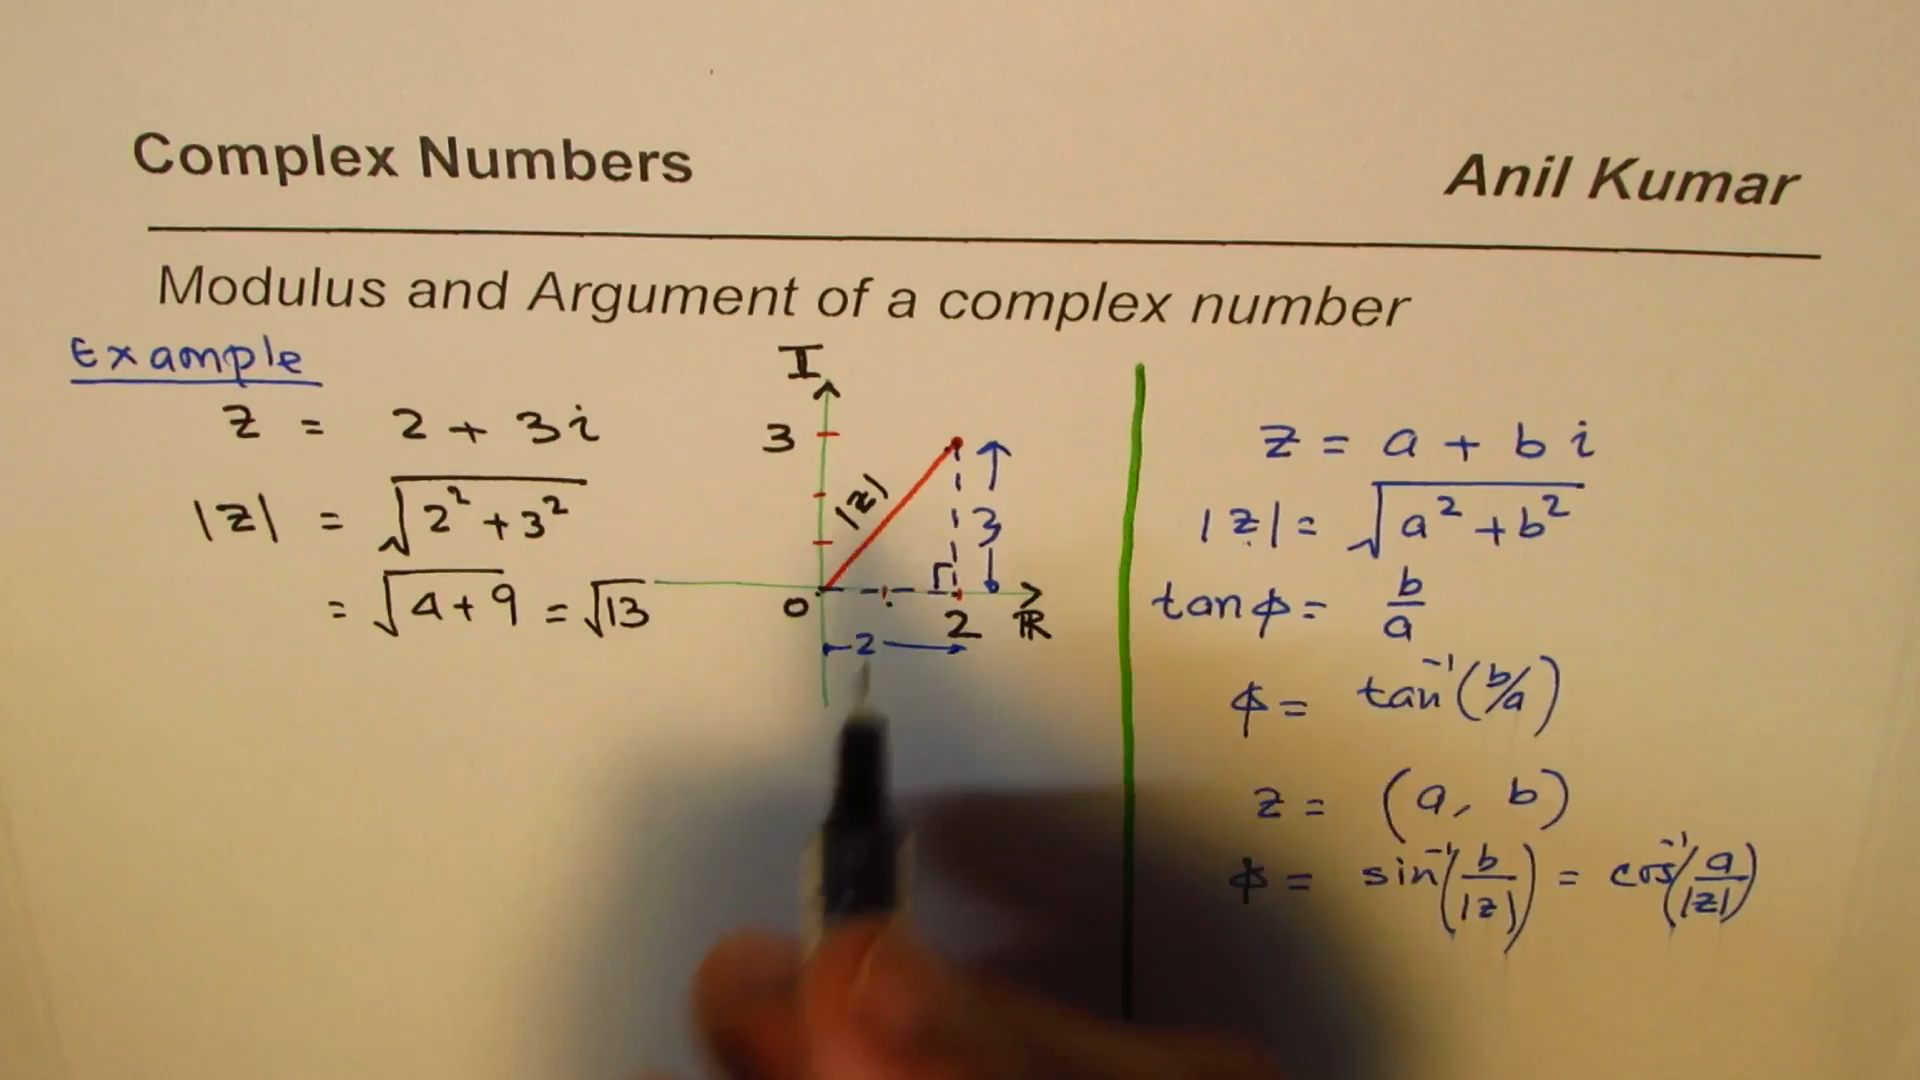 Complex Numbers
Anil Kumar
Modulus and Argument of a complex number
Example
z = 2 + 3i
|z| = √(2² + 3²)
= √(4+9) = √13
I
3
|z|
3
0
2
R
2
z = a + b i
|z| = √(a² + b²)
tan φ = b/a
φ = tan⁻¹(b/a)
z = (a, b)
φ = sin⁻¹(b/|z|) = cos⁻¹(a/|z|)